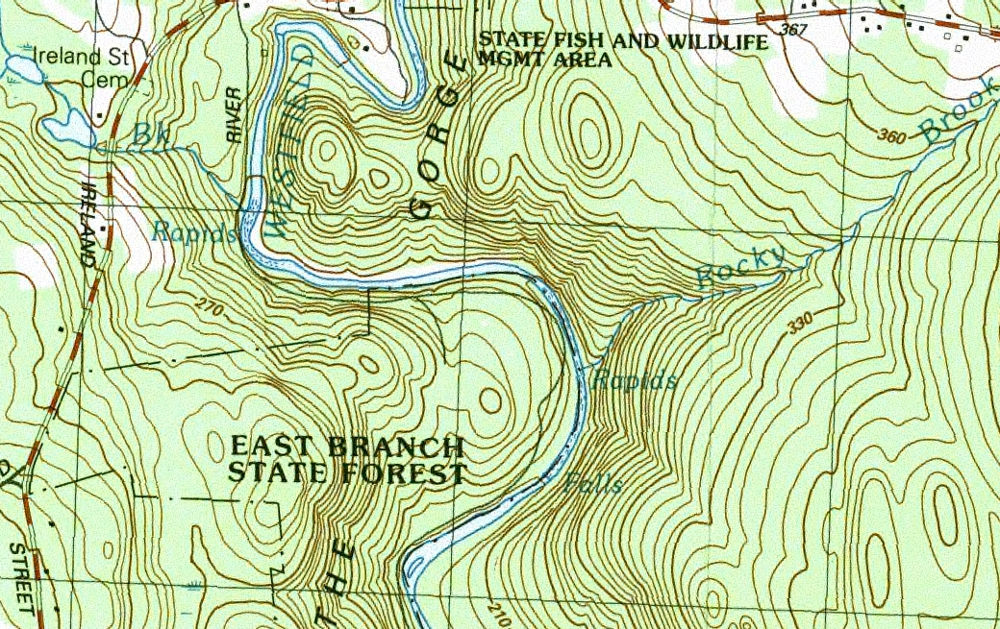 STATE FISH AND WILDLIFE
MGMT AREA
367
Ireland St
Cem
Bk
RIVER
WESTFIELD
GORGE
360
Brook
IRELAND
Rapids
Rocky
270
330
Rapids
EAST BRANCH
STATE FOREST
Falls
STREET
THE
210